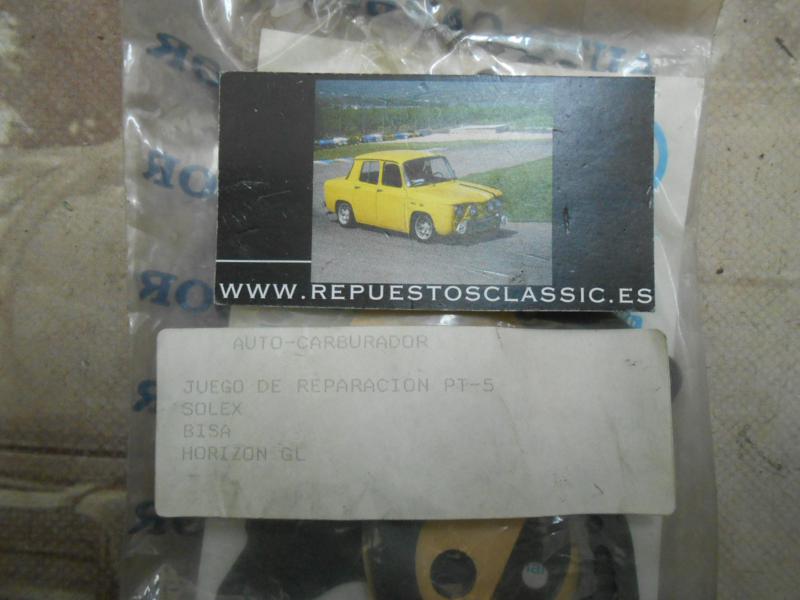 WWW.REPUESTOSCLASSIC.ES
AUTO-CARBURADOR
JUEGO DE REPARACION PT-5
SOLEX
BISA
HORIZON GL